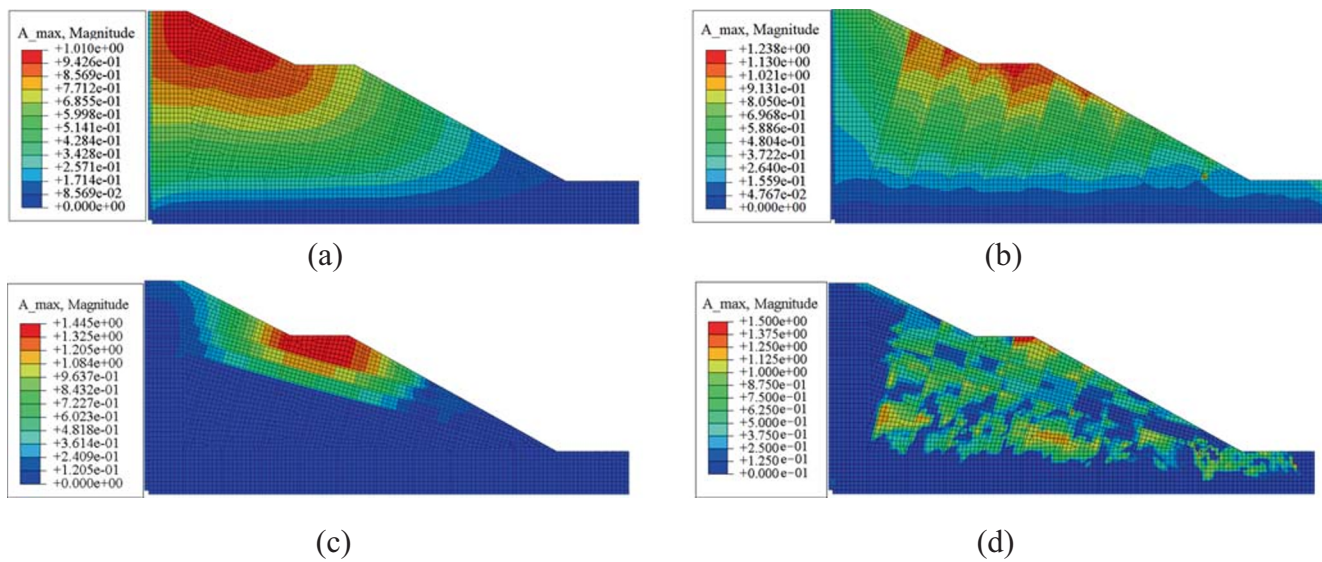 A_max, Magnitude
+1.010e+00
+9.426e-01
+8.569e-01
+7.712e-01
+6.855e-01
+5.998e-01
+5.141e-01
+4.284e-01
+3.428e-01
+2.571e-01
+1.714e-01
+8.569e-02
+0.000e+00
(a)
A_max, Magnitude
+1.238e+00
+1.130e+00
+1.021e+00
+9.131e-01
+8.050e-01
+6.968e-01
+5.886e-01
+4.804e-01
+3.722e-01
+2.640e-01
+1.559e-01
+4.767e-02
+0.000e+00
(b)
A_max, Magnitude
+1.445e+00
+1.325e+00
+1.205e+00
+1.084e+00
+9.637e-01
+8.432e-01
+7.227e-01
+6.023e-01
+4.818e-01
+3.614e-01
+2.409e-01
+1.205e-01
+0.000e+00
(c)
A_max, Magnitude
+1.500e+00
+1.375e+00
+1.250e+00
+1.125e+00
+1.000e+00
+8.750e−01
+7.500e−01
+6.250e−01
+5.000e−01
+3.750e−01
+2.500e−01
+1.250 e−01
+0.000e−01
(d)